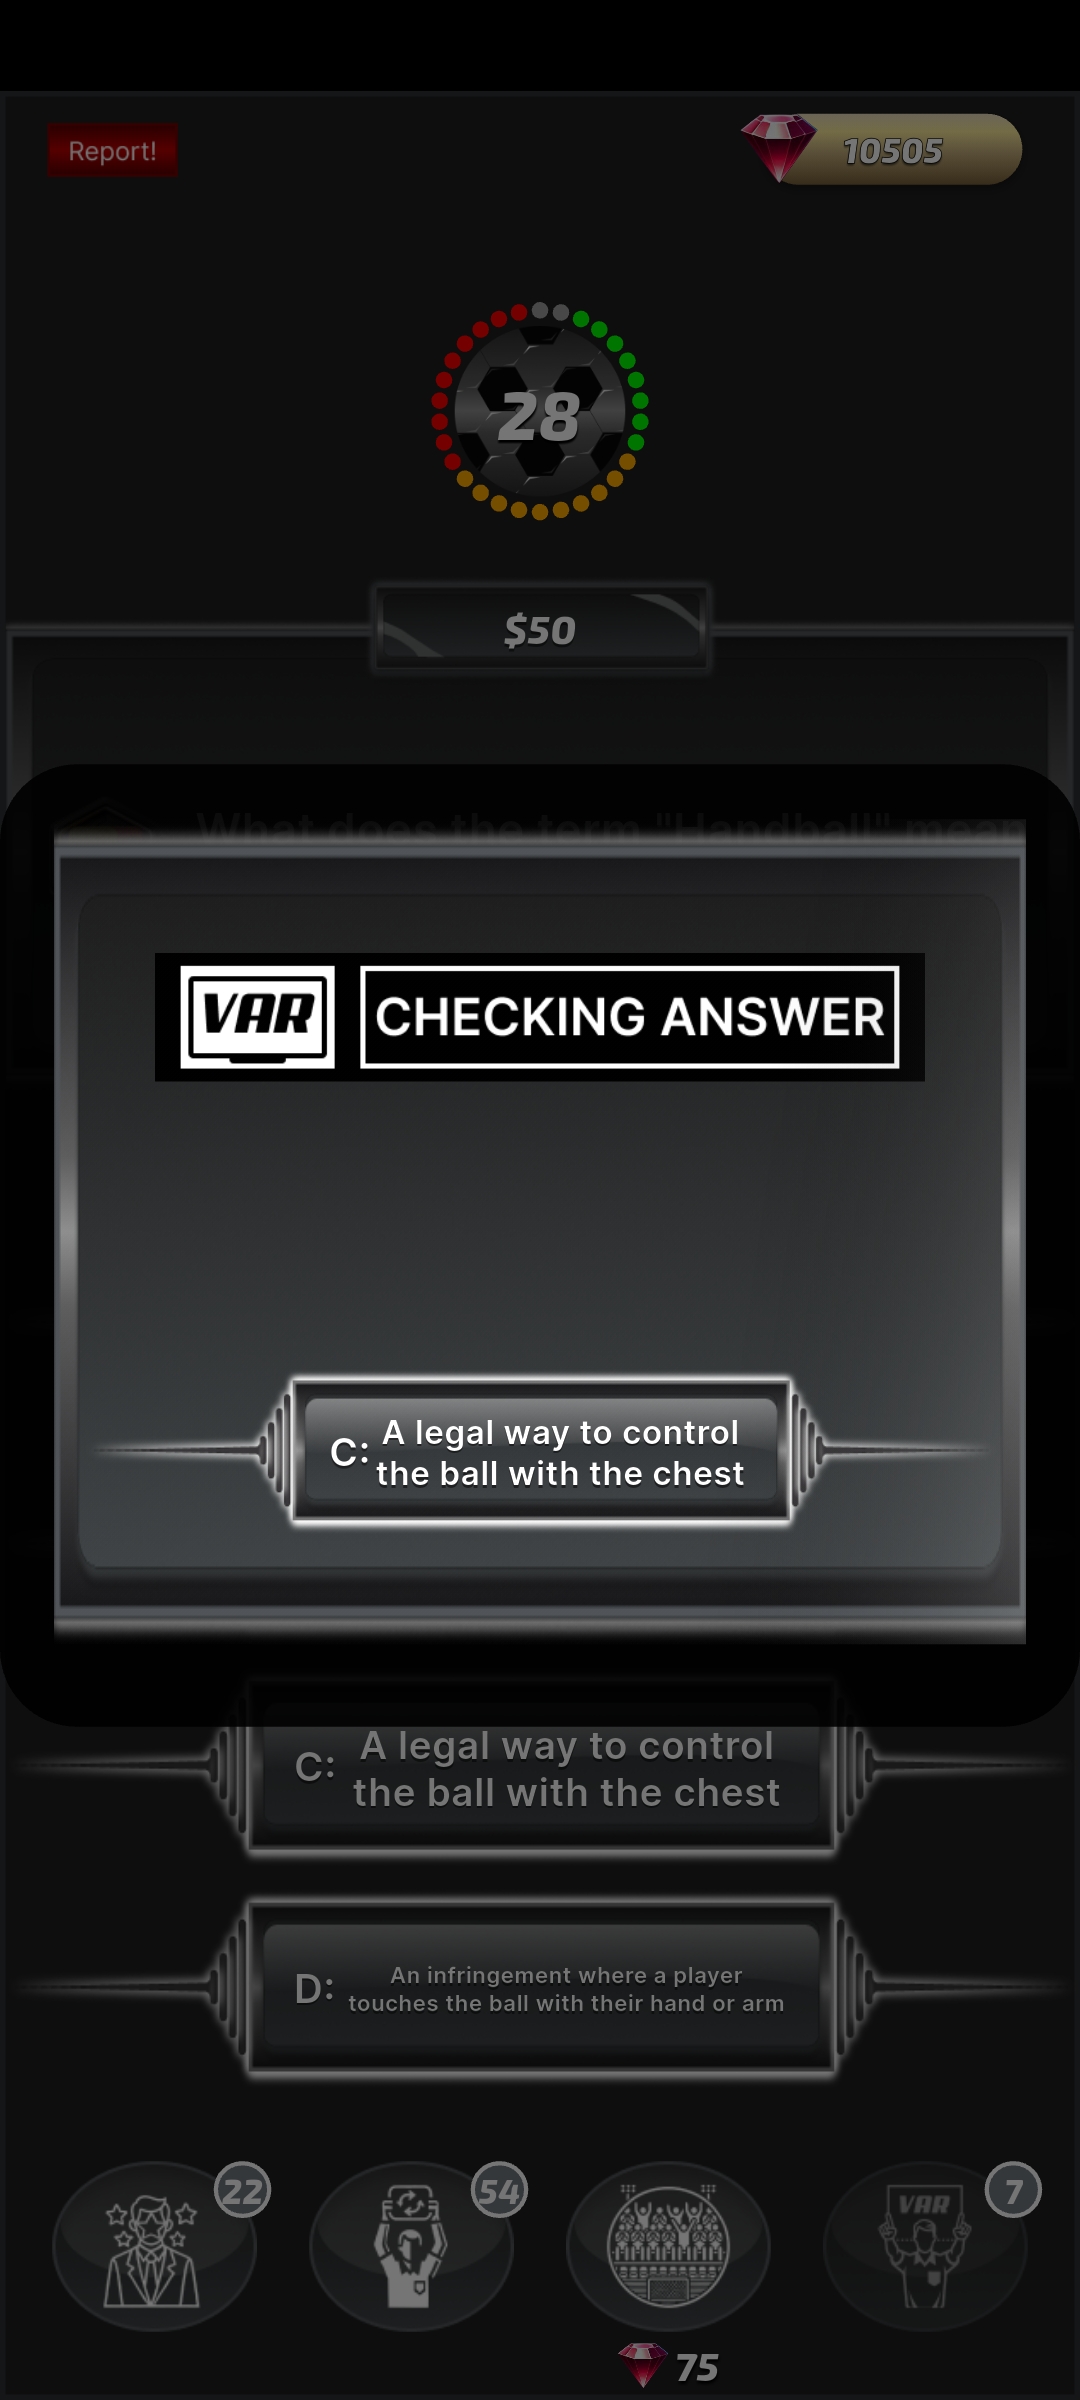 Report!
10505
28
$50
What does the term "Handball" mean
VAR
CHECKING ANSWER
C: A legal way to control
the ball with the chest
C: A legal way to control
the ball with the chest
D: An infringement where a player
touches the ball with their hand or arm
22
54
VAR
7
75